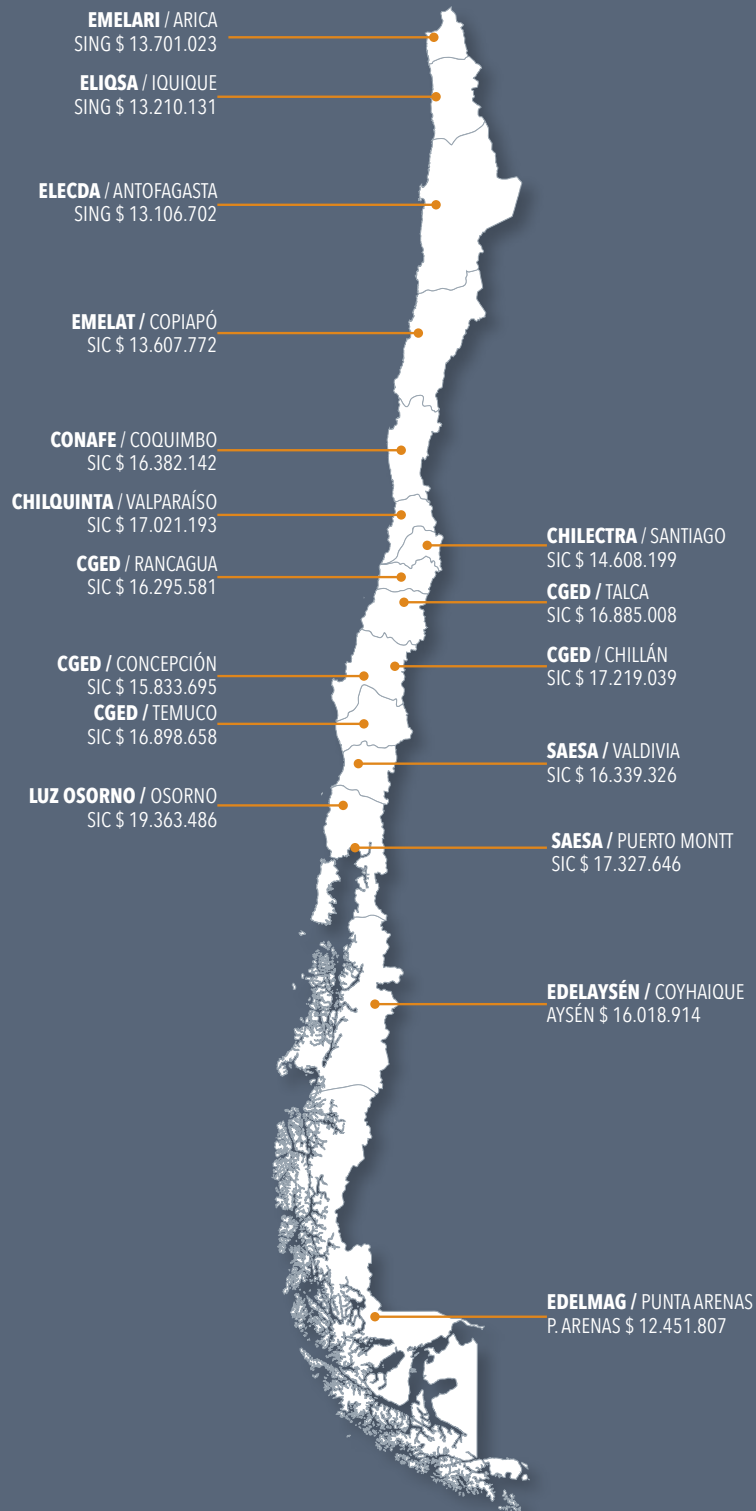 EMELARI / ARICA
SING $ 13.701.023
ELIQSA / IQUIQUE
SING $ 13.210.131
ELECDA / ANTOFAGASTA
SING $ 13.106.702
EMELAT / COPIAPÓ
SIC $ 13.607.772
CONAFE / COQUIMBO
SIC $ 16.382.142
CHILQUINTA / VALPARAÍSO
SIC $ 17.021.193
CGED / RANCAGUA
SIC $ 16.295.581
CGED / CONCEPCIÓN
SIC $ 15.833.695
CGED / TEMUCO
SIC $ 16.898.658
LUZ OSORNO / OSORNO
SIC $ 19.363.486
CHILECTRA / SANTIAGO
SIC $ 14.608.199
CGED / TALCA
SIC $ 16.885.008
CGED / CHILLÁN
SIC $ 17.219.039
SAESA / VALDIVIA
SIC $ 16.339.326
SAESA / PUERTO MONTT
SIC $ 17.327.646
EDELAYSÉN / COYHAIQUE
AYSÉN $ 16.018.914
EDELMAG / PUNTA ARENAS
P. ARENAS $ 12.451.807